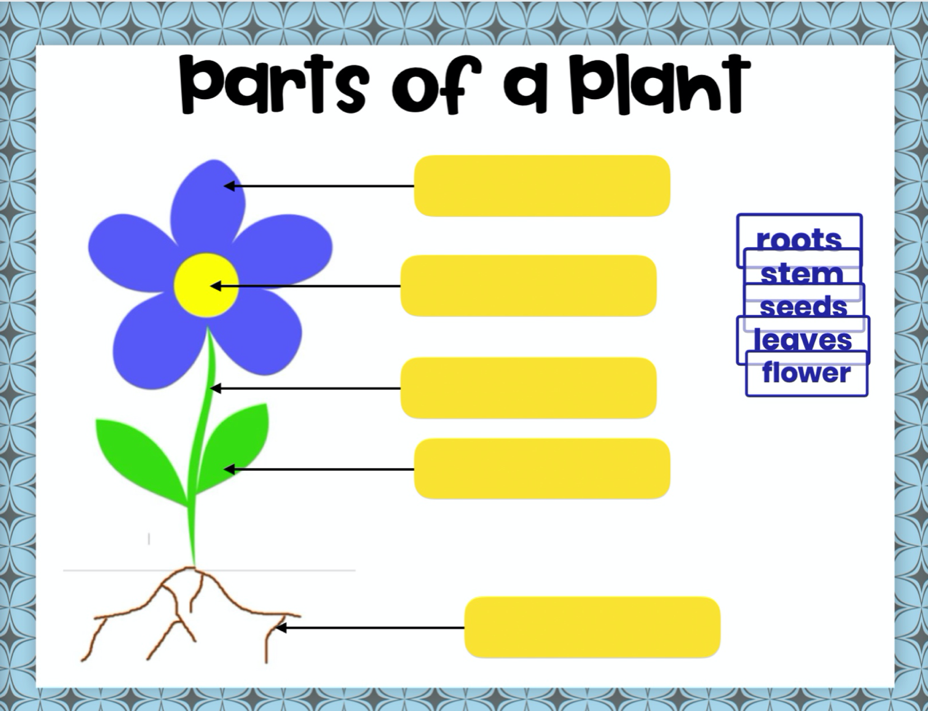 parts of a plant
roots
stem
seeds
leaves
flower